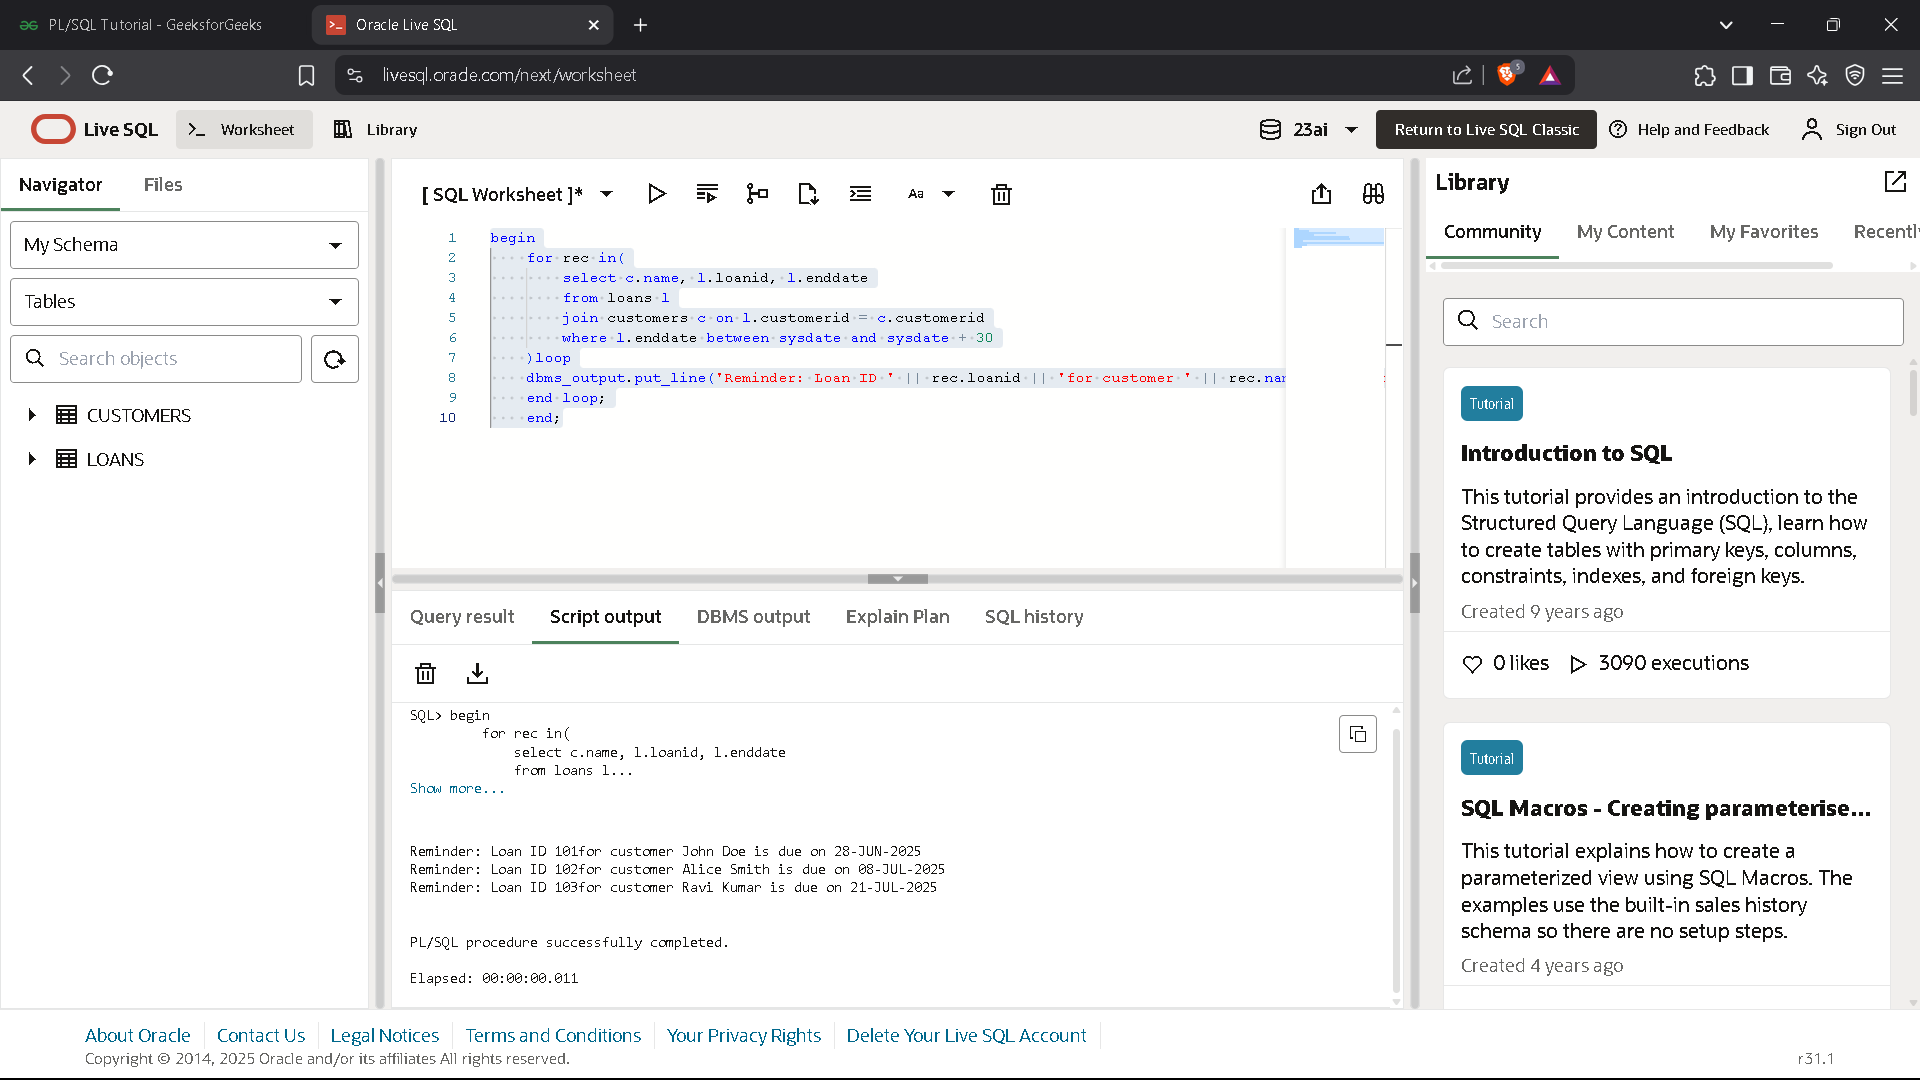 PL/SQL Tutorial - GeeksforGeeks
Oracle Live SQL
livesql.oracle.com/next/worksheet
5
Live SQL
Worksheet
Library
23ai
Return to Live SQL Classic
Help and Feedback
Sign Out
Navigator
Files
My Schema
Tables
Search objects
CUSTOMERS
LOANS
[ SQL Worksheet ]*
Aa
1 begin
2 for rec in(
3 select c.name, l.loanid, l.enddate
4 from loans l
5 join customers c on l.customerid = c.customerid
6 where l.enddate between sysdate and sysdate + 30
7 )loop
8 dbms_output.put_line('Reminder: Loan ID ' || rec.loanid || 'for customer ' || rec.nam
9 end loop;
10 end;
Query result
Script output
DBMS output
Explain Plan
SQL history
SQL> begin
for rec in(
select c.name, l.loanid, l.enddate
from loans l...
Show more...
Reminder: Loan ID 101for customer John Doe is due on 28-JUN-2025
Reminder: Loan ID 102for customer Alice Smith is due on 08-JUL-2025
Reminder: Loan ID 103for customer Ravi Kumar is due on 21-JUL-2025
PL/SQL procedure successfully completed.
Elapsed: 00:00:00.011
Library
Community
My Content
My Favorites
Recently
Search
Tutorial
Introduction to SQL
This tutorial provides an introduction to the
Structured Query Language (SQL), learn how
to create tables with primary keys, columns,
constraints, indexes, and foreign keys.
Created 9 years ago
0 likes
3090 executions
Tutorial
SQL Macros - Creating parameterise...
This tutorial explains how to create a
parameterized view using SQL Macros. The
examples use the built-in sales history
schema so there are no setup steps.
Created 4 years ago
About Oracle
Contact Us
Legal Notices
Terms and Conditions
Your Privacy Rights
Delete Your Live SQL Account
Copyright © 2014, 2025 Oracle and/or its affiliates All rights reserved.
r31.1